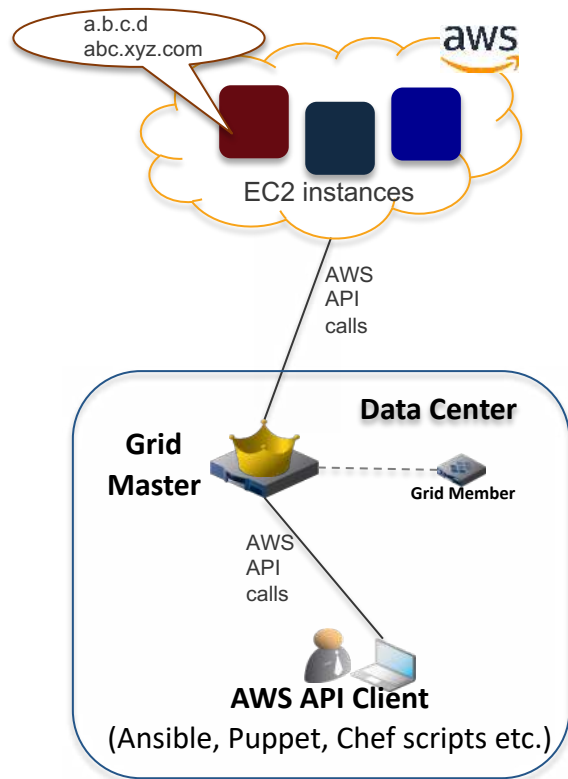 a.b.c.d
abc.xyz.com
aws
EC2 instances
AWS
API
calls
Data Center
Grid
Master
Grid Member
AWS
API
calls
AWS API Client
(Ansible, Puppet, Chef scripts etc.)